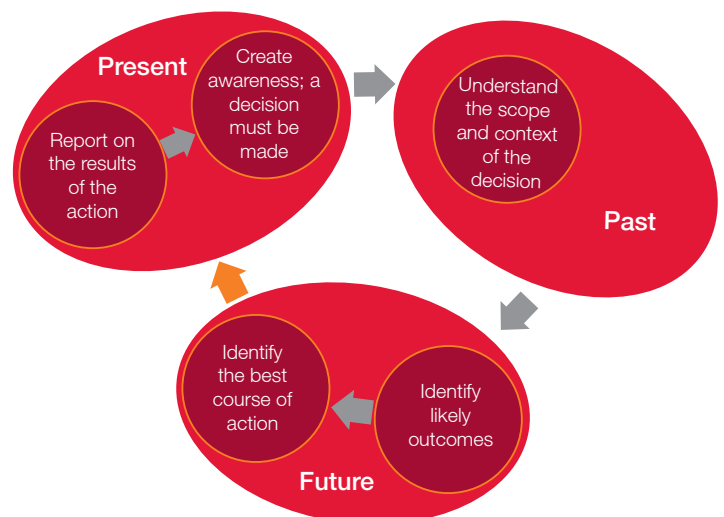 Present
Create
awareness; a
decision
must be
made
Report on
the results
of the
action
Understand
the scope
and context
of the
decision
Past
Identify
the best
course of
action
Identify
likely
outcomes
Future